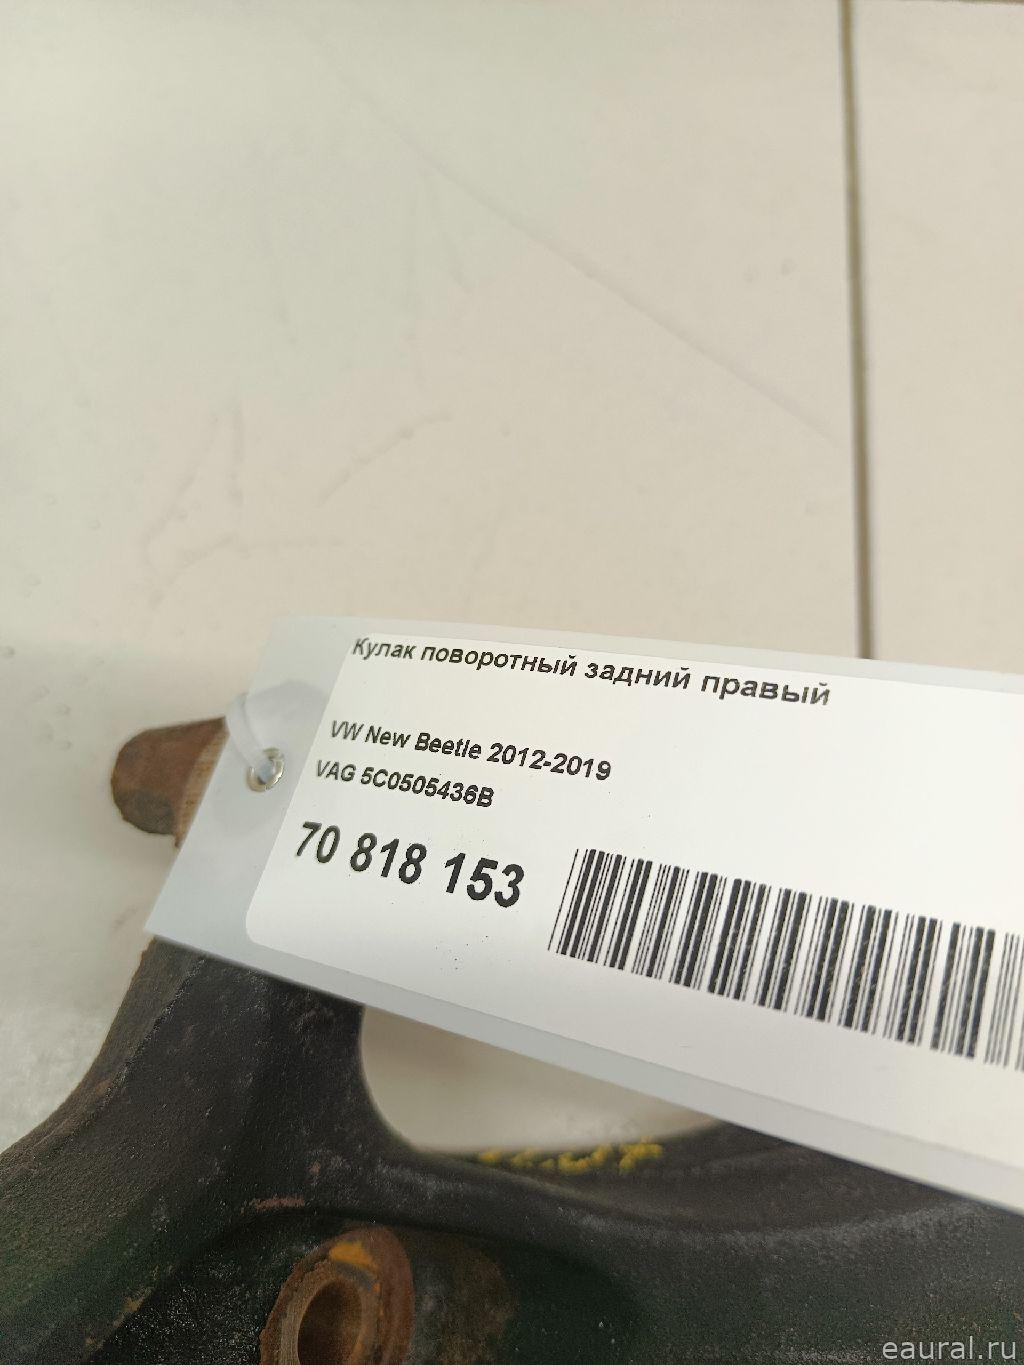 Кулак поворотный задний правый
VW New Beetle 2012-2019
VAG 5C0505436B
70 818 153
eaural.ru